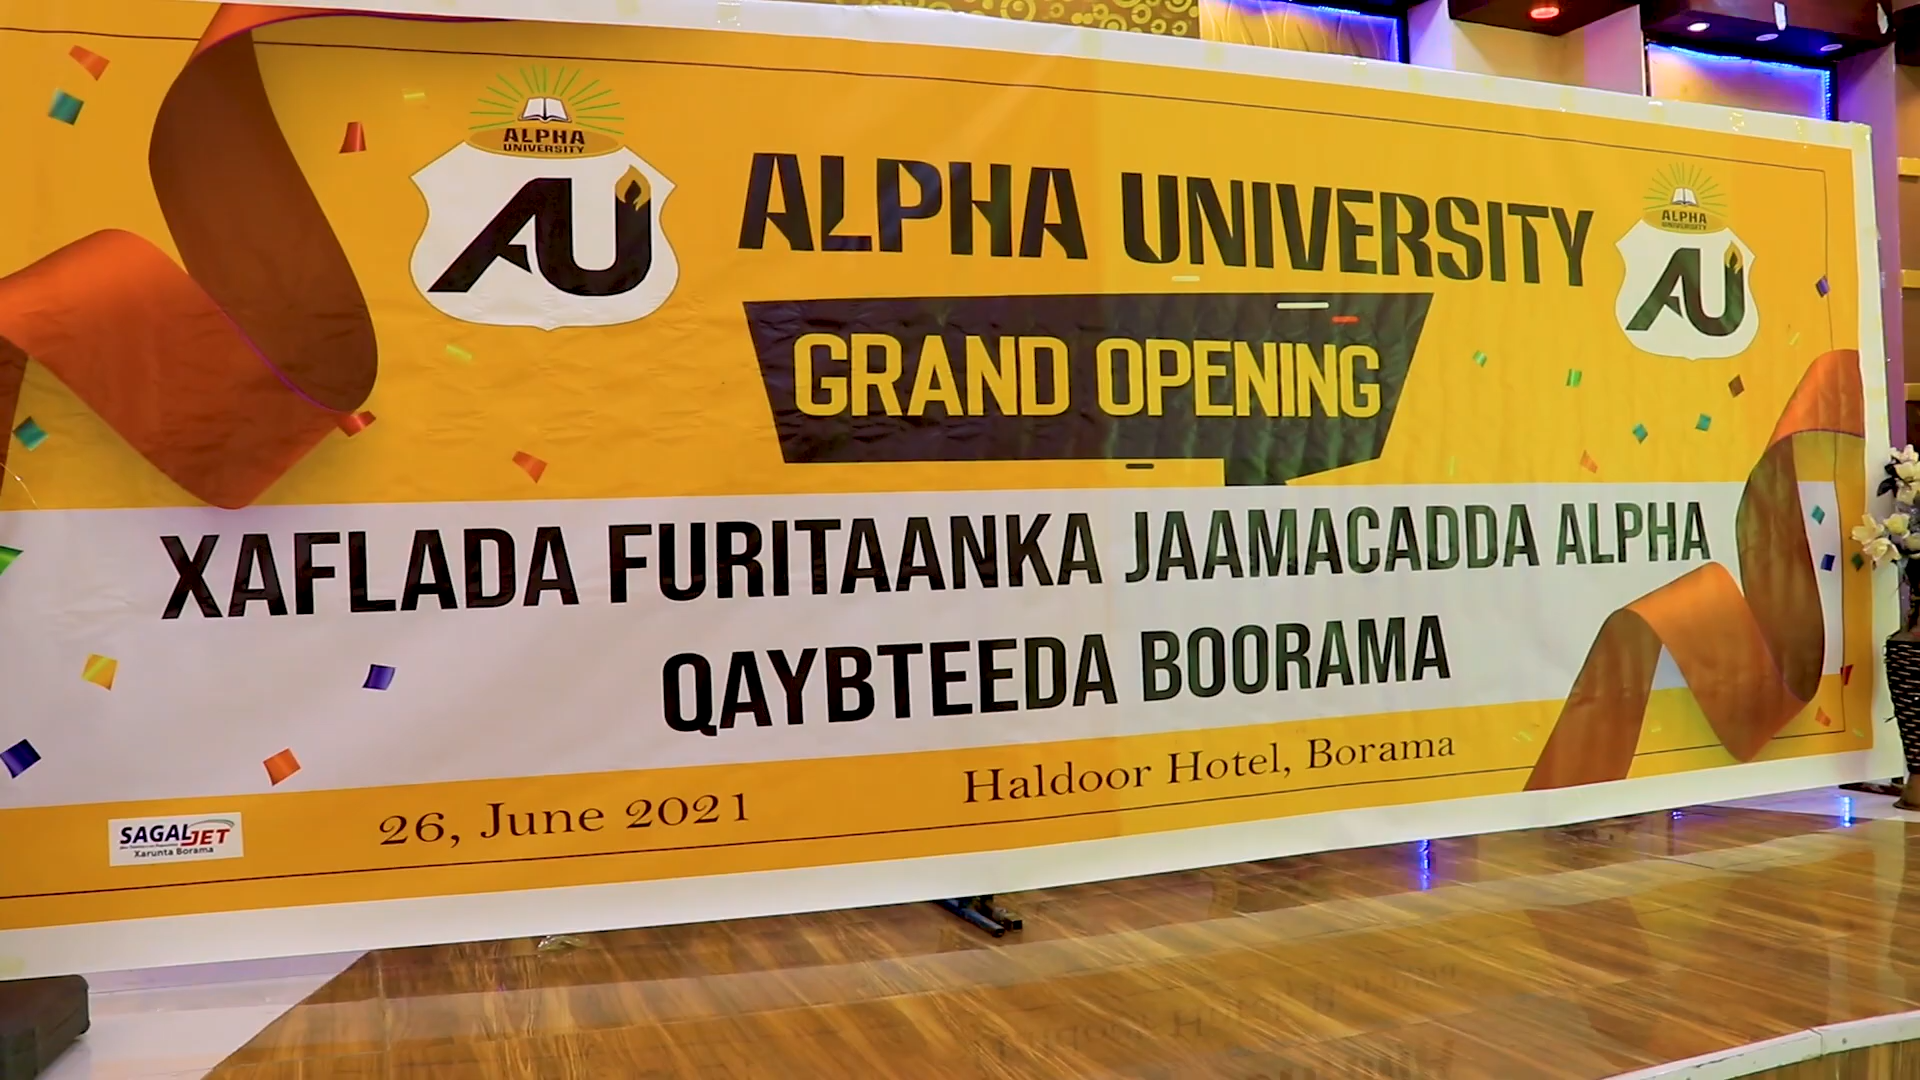 ALPHA
UNIVERSITY
AU
ALPHA UNIVERSITY
ALPHA
UNIVERSITY
AU
GRAND OPENING
XAFLADA FURITAANKA JAAMACADDA ALPHA
QAYBTEEDA BOORAMA
26, June 2021
Haldoor Hotel, Borama
SAGALJET
Xarunta Borama